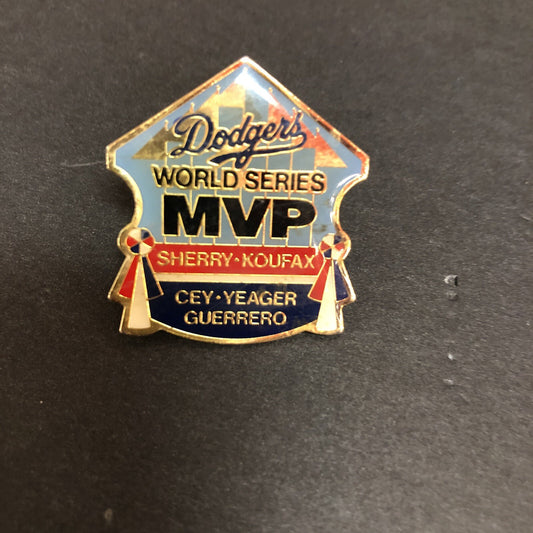 Dodgers
WORLD SERIES
MVP
SHERRY·KOUFAX
CEY·YEAGER
GUERRERO